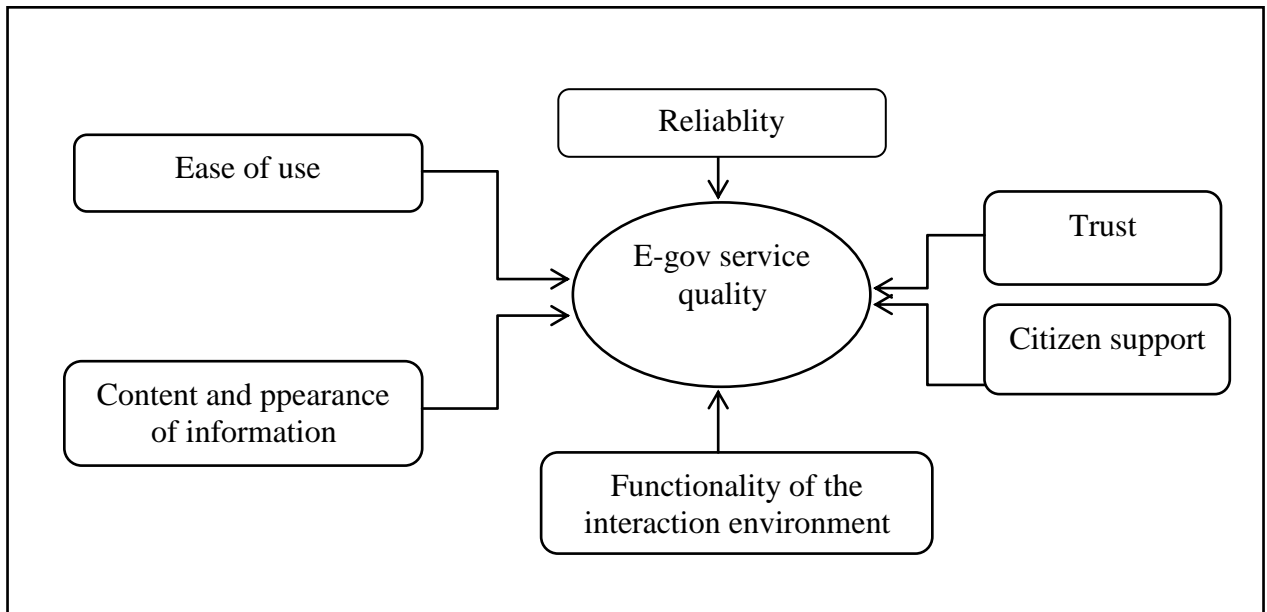 Reliablity
Ease of use
Trust
E-gov service
quality
Citizen support
Content and ppearance
of information
Functionality of the
interaction environment